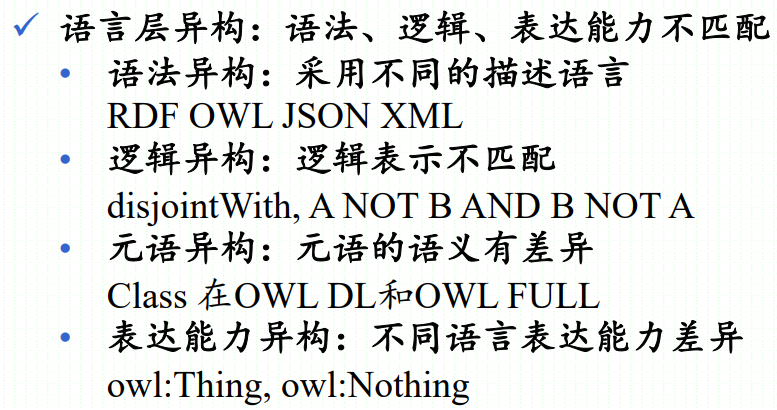 ✓ 语言层异构：语法、逻辑、表达能力不匹配
• 语法异构：采用不同的描述语言
RDF OWL JSON XML
• 逻辑异构：逻辑表示不匹配
disjointWith, A NOT B AND B NOT A
• 元语异构：元语的语义有差异
Class 在OWL DL和OWL FULL
• 表达能力异构：不同语言表达能力差异
owl:Thing, owl:Nothing